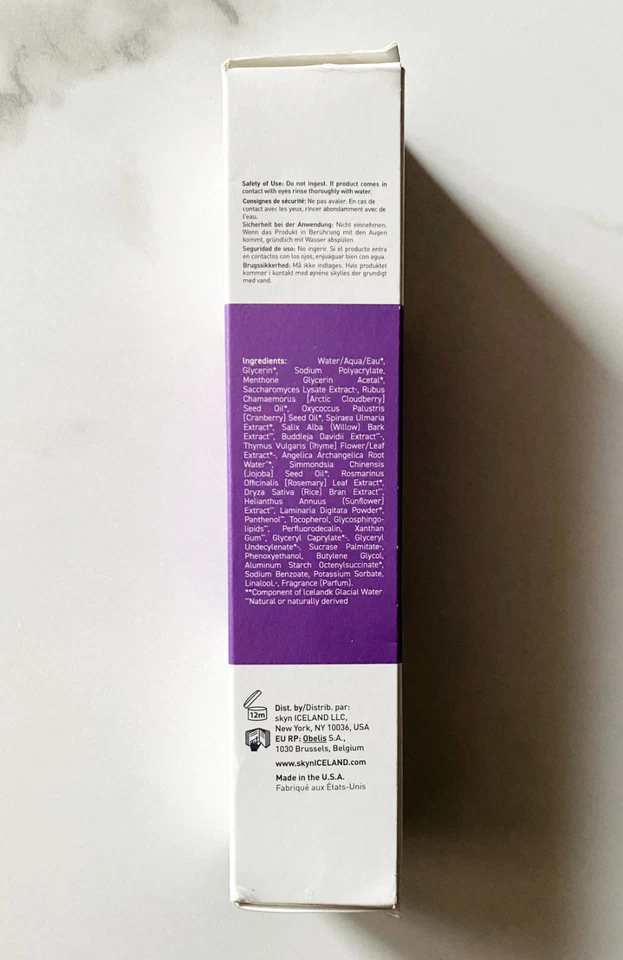 Safety of Use: Do not ingest. If product comes in
contact with eyes rinse thoroughly with water.
Consignes de sécurité: Ne pas avaler. En cas de
contact avec les yeux, rincer abondamment avec de
l'eau.
Sicherheit bei der Anwendung: Nicht einnehmen.
Wenn das Produkt in Berührung mit den Augen
kommt, gründlich mit Wasser abspülen.
Seguridad de uso: No ingerir. Si el producto entra
en contactos con los ojos, enjuaguar bien con agua.
Brugssikkerhed: Må ikke indtages. Hvis produktet
kommer i kontakt med øjnéne skylles der grundigt
med vand.
Ingredients: Water/Aqua/Eau*,
Glycerin*, Sodium Polyacrylate,
Menthone Glycerin Acetal*,
Saccharomyces Lysate Extract·, Rubus
Chamaemorus [Arctic Cloudberry]
Seed Oil*, Oxycoccus Palustris
[Cranberry] Seed Oil*, Spiraea Ulmaria
Extract*, Salix Alba (Willow) Bark
Extract~, Buddleja Davidii Extract~·,
Thymus Vulgaris [Thyme] Flower/Leaf
Extract*·, Angelica Archangelica Root
Water~*, Simmondsia Chinensis
[Jojoba] Seed Oil*, Rosmarinus
Officinalis [Rosemary] Leaf Extract*,
Oryza Sativa (Rice) Bran Extract~,
Helianthus Annuus [Sunflower]
Extract~, Laminaria Digitata Powder*,
Panthenol~, Tocopherol, Glycosphingo-
lipids~, Perfluorodecalin, Xanthan
Gum~, Glyceryl Caprylate*·, Glyceryl
Undecylenate*·, Sucrase Palmitate·,
Phenoxyethanol, Butylene Glycol,
Aluminum Starch Octenylsuccinate*,
Sodium Benzoate, Potassium Sorbate,
LinalooL·, Fragrance (Parfum).
**Component of Icelandk Glacial Water
~Natural or naturally derived
12m
Dist. by/Distrib. par:
skyn ICELAND LLC,
New York, NY 10036, USA
EU RP: Obelis S.A.,
1030 Brussels, Belgium
www.skynICELAND.com
Made in the U.S.A.
Fabriqué aux États-Unis